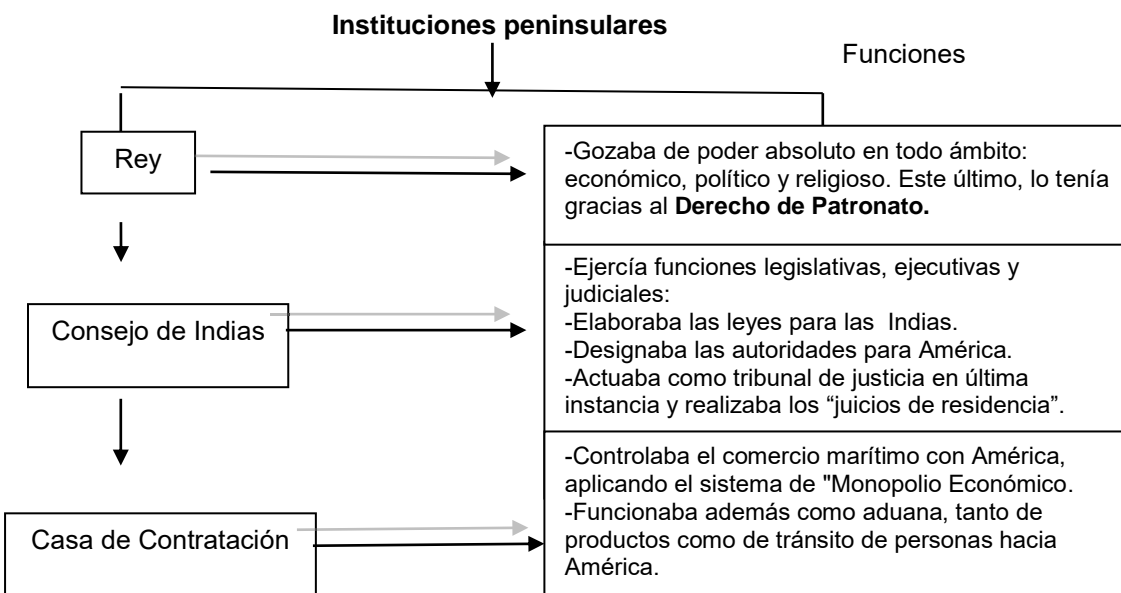 Instituciones peninsulares
Funciones
Rey
-Gozaba de poder absoluto en todo ámbito:
económico, político y religioso. Este último, lo tenía
gracias al Derecho de Patronato.
Consejo de Indias
-Ejercía funciones legislativas, ejecutivas y
judiciales:
-Elaboraba las leyes para las Indias.
-Designaba las autoridades para América.
-Actuaba como tribunal de justicia en última
instancia y realizaba los “juicios de residencia”.
Casa de Contratación
-Controlaba el comercio marítimo con América,
aplicando el sistema de "Monopolio Económico.
-Funcionaba además como aduana, tanto de
productos como de tránsito de personas hacia
América.